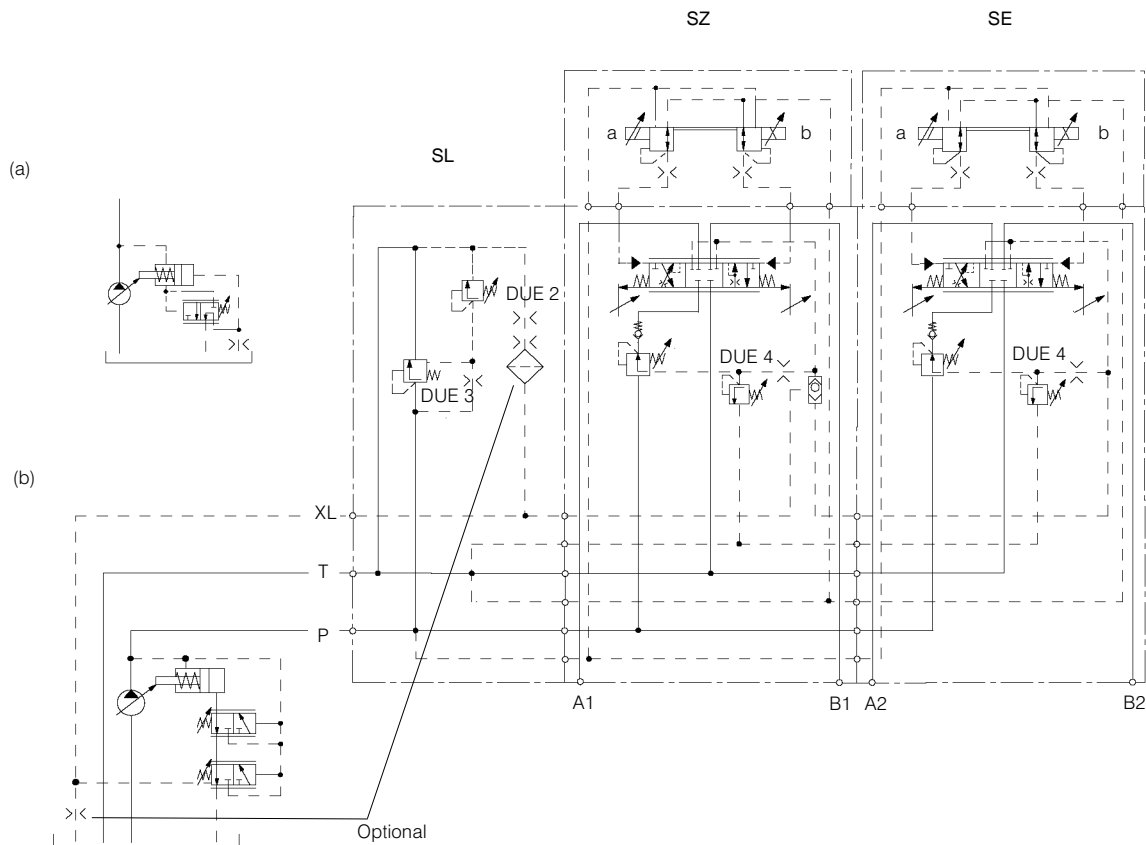 SZ
SE
a
b
a
b
SL
(a)
DUE 2
DUE 4
DUE 4
DUE 3
(b)
XL
T
P
A1
B1
A2
B2
Optional